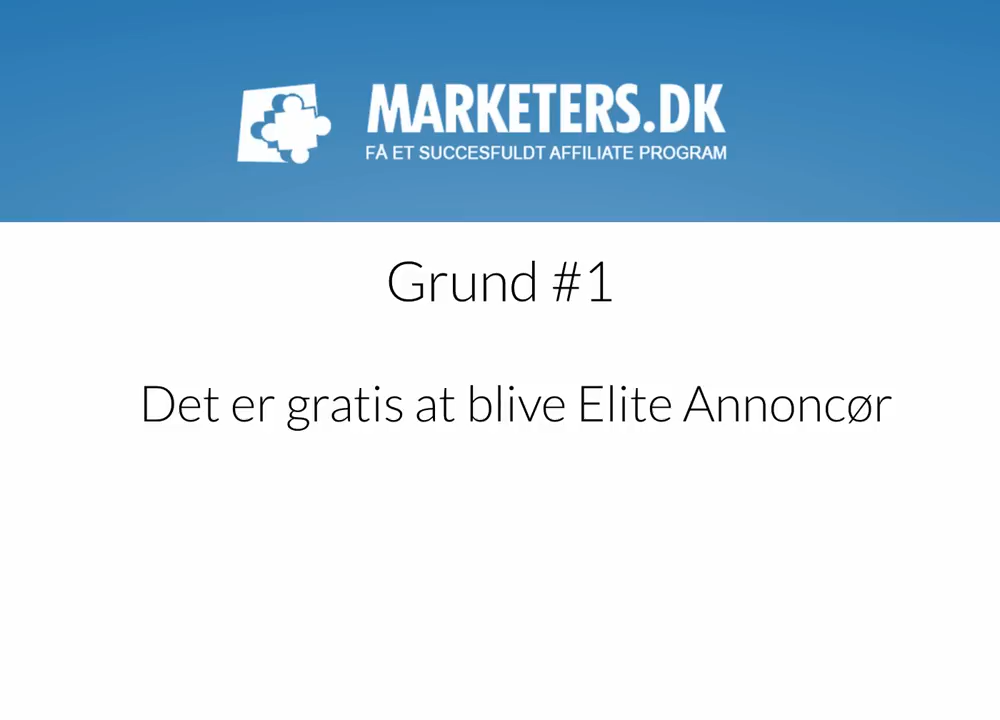 MARKETERS.DK
FÅ ET SUCCESFULDT AFFILIATE PROGRAM
Grund #1
Det er gratis at blive Elite Annoncør